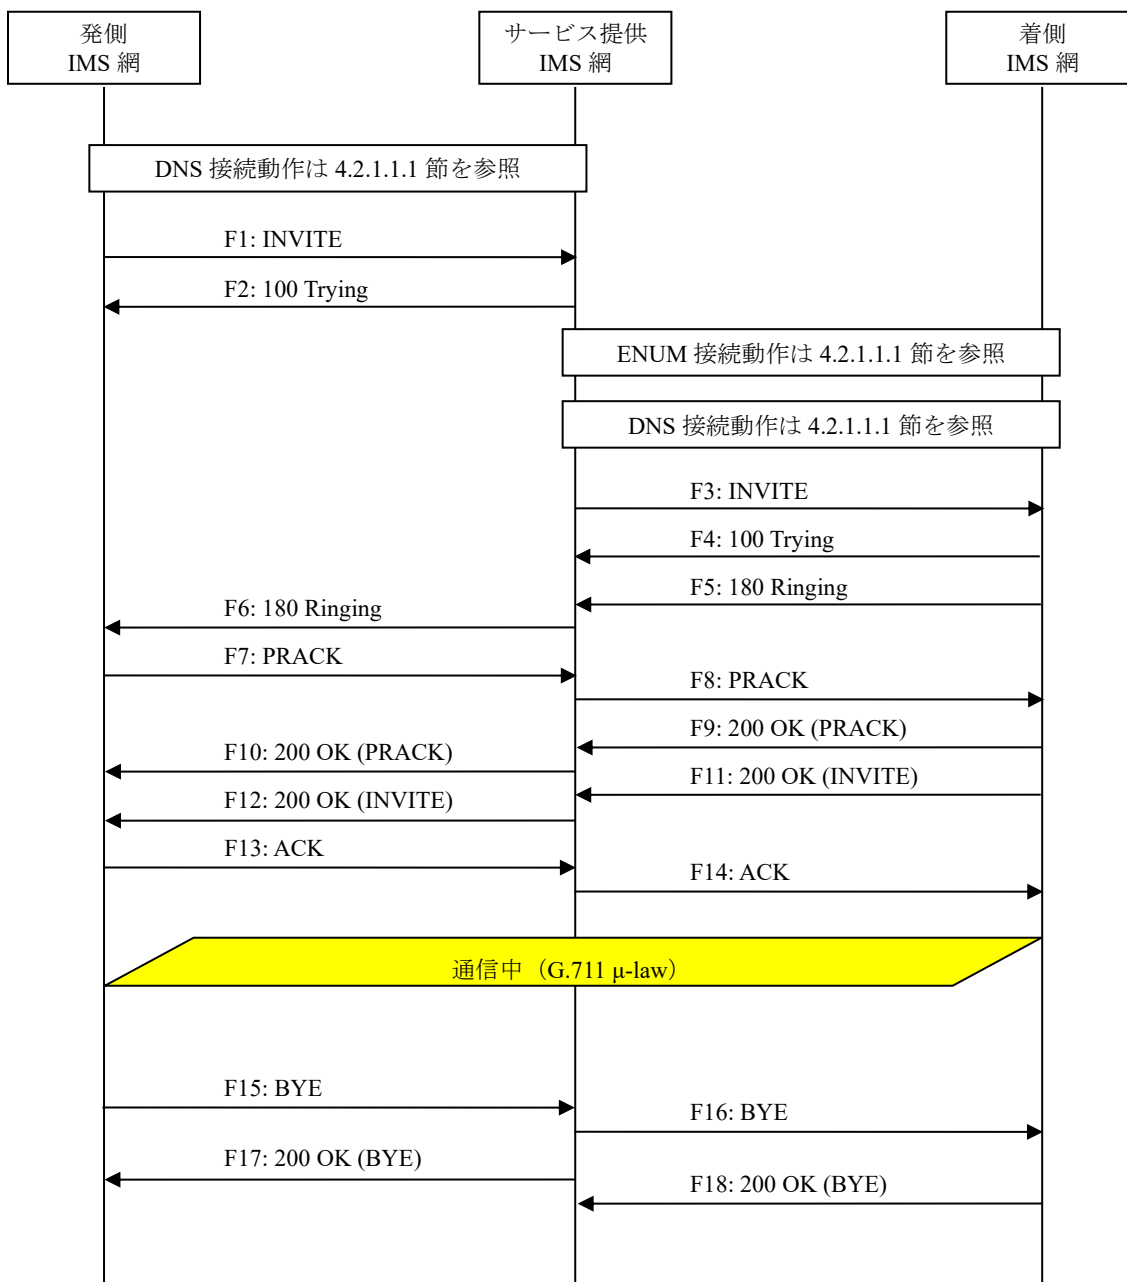 発側
IMS 網
サービス提供
IMS 網
着側
IMS 網
DNS 接続動作は 4.2.1.1.1 節を参照
F1: INVITE
F2: 100 Trying
ENUM 接続動作は 4.2.1.1.1 節を参照
DNS 接続動作は 4.2.1.1.1 節を参照
F3: INVITE
F4: 100 Trying
F5: 180 Ringing
F6: 180 Ringing
F7: PRACK
F8: PRACK
F9: 200 OK (PRACK)
F10: 200 OK (PRACK)
F11: 200 OK (INVITE)
F12: 200 OK (INVITE)
F13: ACK
F14: ACK
通信中（G.711 μ-law）
F15: BYE
F16: BYE
F17: 200 OK (BYE)
F18: 200 OK (BYE)